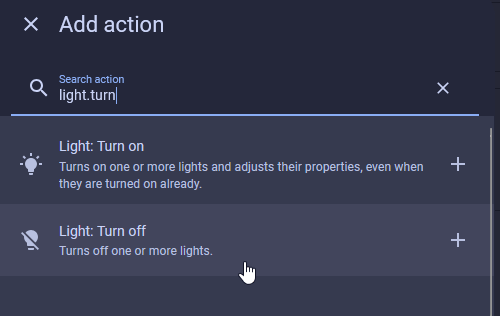 Add action
Search action
light.turn
Light: Turn on
Turns on one or more lights and adjusts their properties, even when
they are turned on already.
Light: Turn off
Turns off one or more lights.